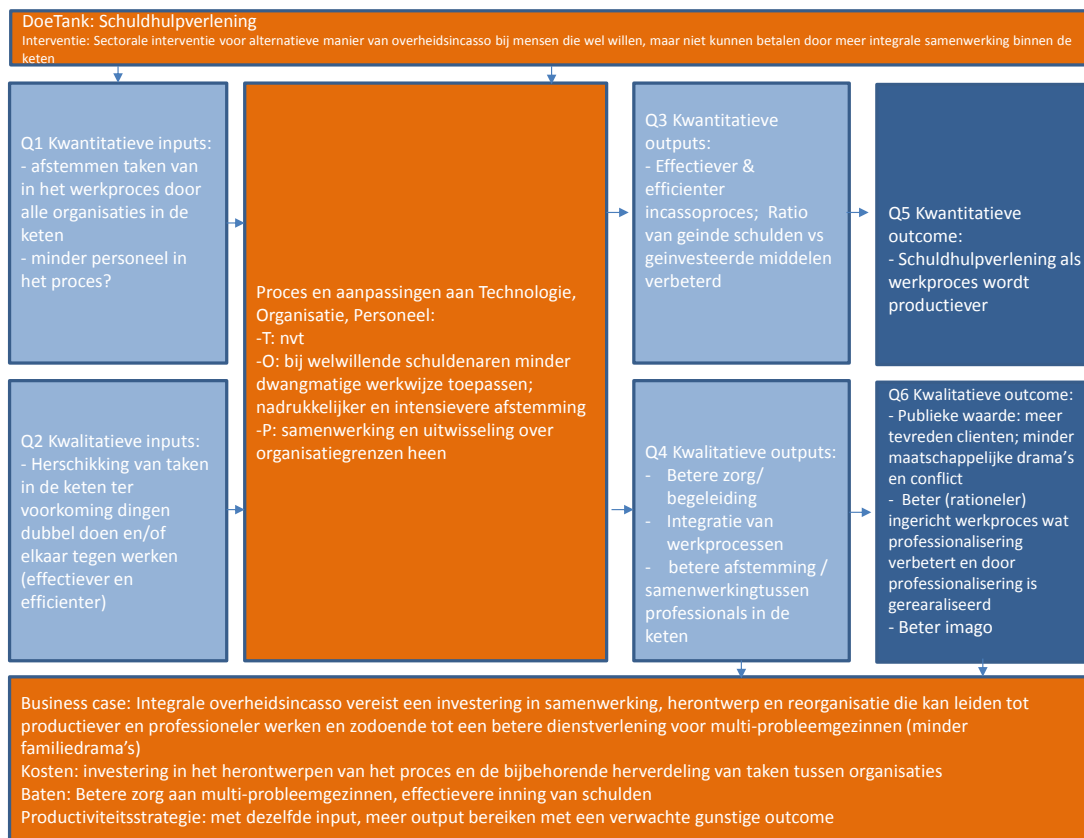 DoeTank: Schuldhulpverlening
Interventie: Sectorale interventie voor alternatieve manier van overheidsincasso bij mensen die wel willen, maar niet kunnen betalen door meer integrale samenwerking binnen de
keten
Q1 Kwantitatieve inputs:
- afstemmen taken van
in het werkproces door
alle organisaties in de
keten
- minder personeel in
het proces?
Q2 Kwalitatieve inputs:
- Herschikking van taken
in de keten ter
voorkoming dingen
dubbel doen en/of
elkaar tegen werken
(effectiever en
efficienter)
Proces en aanpassingen aan Technologie,
Organisatie, Personeel:
-T: nvt
-O: bij welwillende schuldenaren minder
dwangmatige werkwijze toepassen;
nadrukkelijker en intensievere afstemming
-P: samenwerking en uitwisseling over
organisatiegrenzen heen
Q3 Kwantitatieve
outputs:
- Effectiever &
efficienter
incassoproces; Ratio
van geinde schulden vs
geinvesteerde middelen
verbeterd
Q4 Kwalitatieve outputs:
- Betere zorg/
begeleiding
- Integratie van
werkprocessen
- betere afstemming /
samenwerkingtussen
professionals in de
keten
Q5 Kwantitatieve
outcome:
- Schuldhulpverlening als
werkproces wordt
productiever
Q6 Kwalitatieve outcome:
- Publieke waarde: meer
tevreden clienten; minder
maatschappelijke drama's
en conflict
- Beter (rationeler)
ingericht werkproces wat
professionalisering
verbetert en door
professionalisering is
gerearaliseerd
- Beter imago
Business case: Integrale overheidsincasso vereist een investering in samenwerking, herontwerp en reorganisatie die kan leiden tot
productiever en professioneler werken en zodoende tot een betere dienstverlening voor multi-probleemgezinnen (minder
familiedrama's)
Kosten: investering in het herontwerpen van het proces en de bijbehorende herverdeling van taken tussen organisaties
Baten: Betere zorg aan multi-probleemgezinnen, effectievere inning van schulden
Productiviteitsstrategie: met dezelfde input, meer output bereiken met een verwachte gunstige outcome